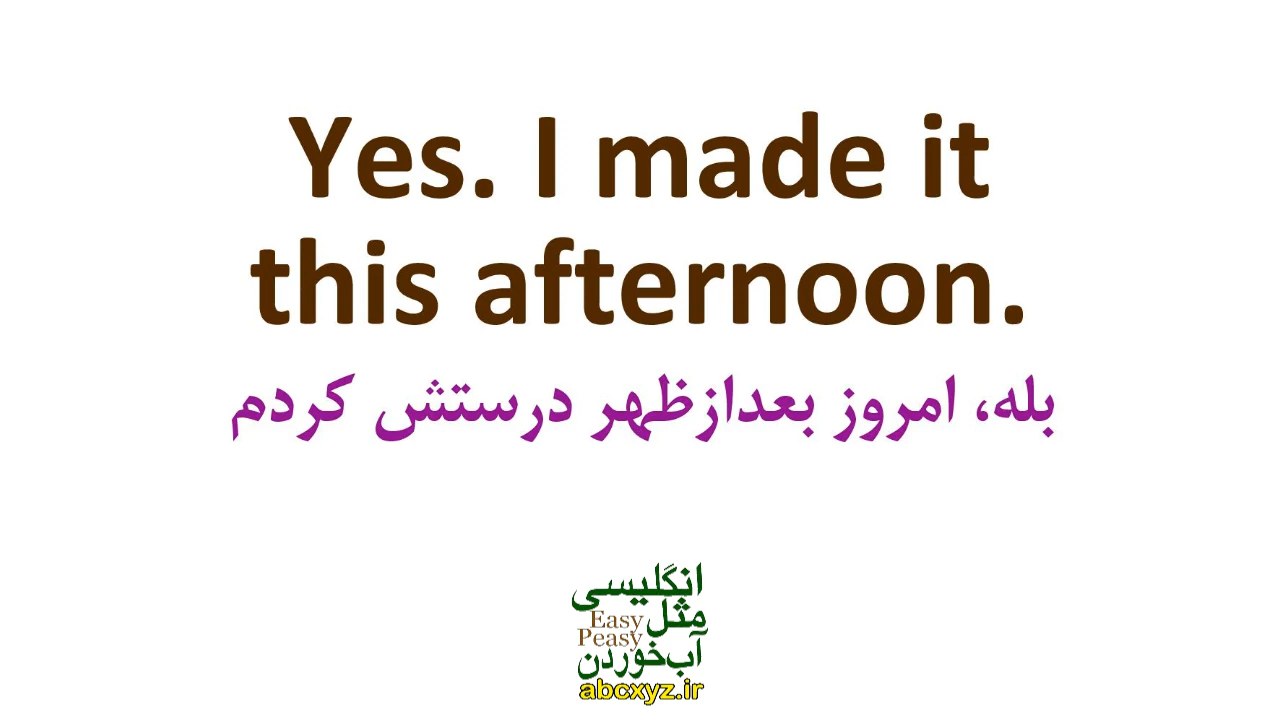 Yes. I made it
this afternoon.
بله، امروز بعدازظهر درستش کردم
انگلیسی
مثل
Easy
Peasy
آب‌خوردن
abcxyz.ir